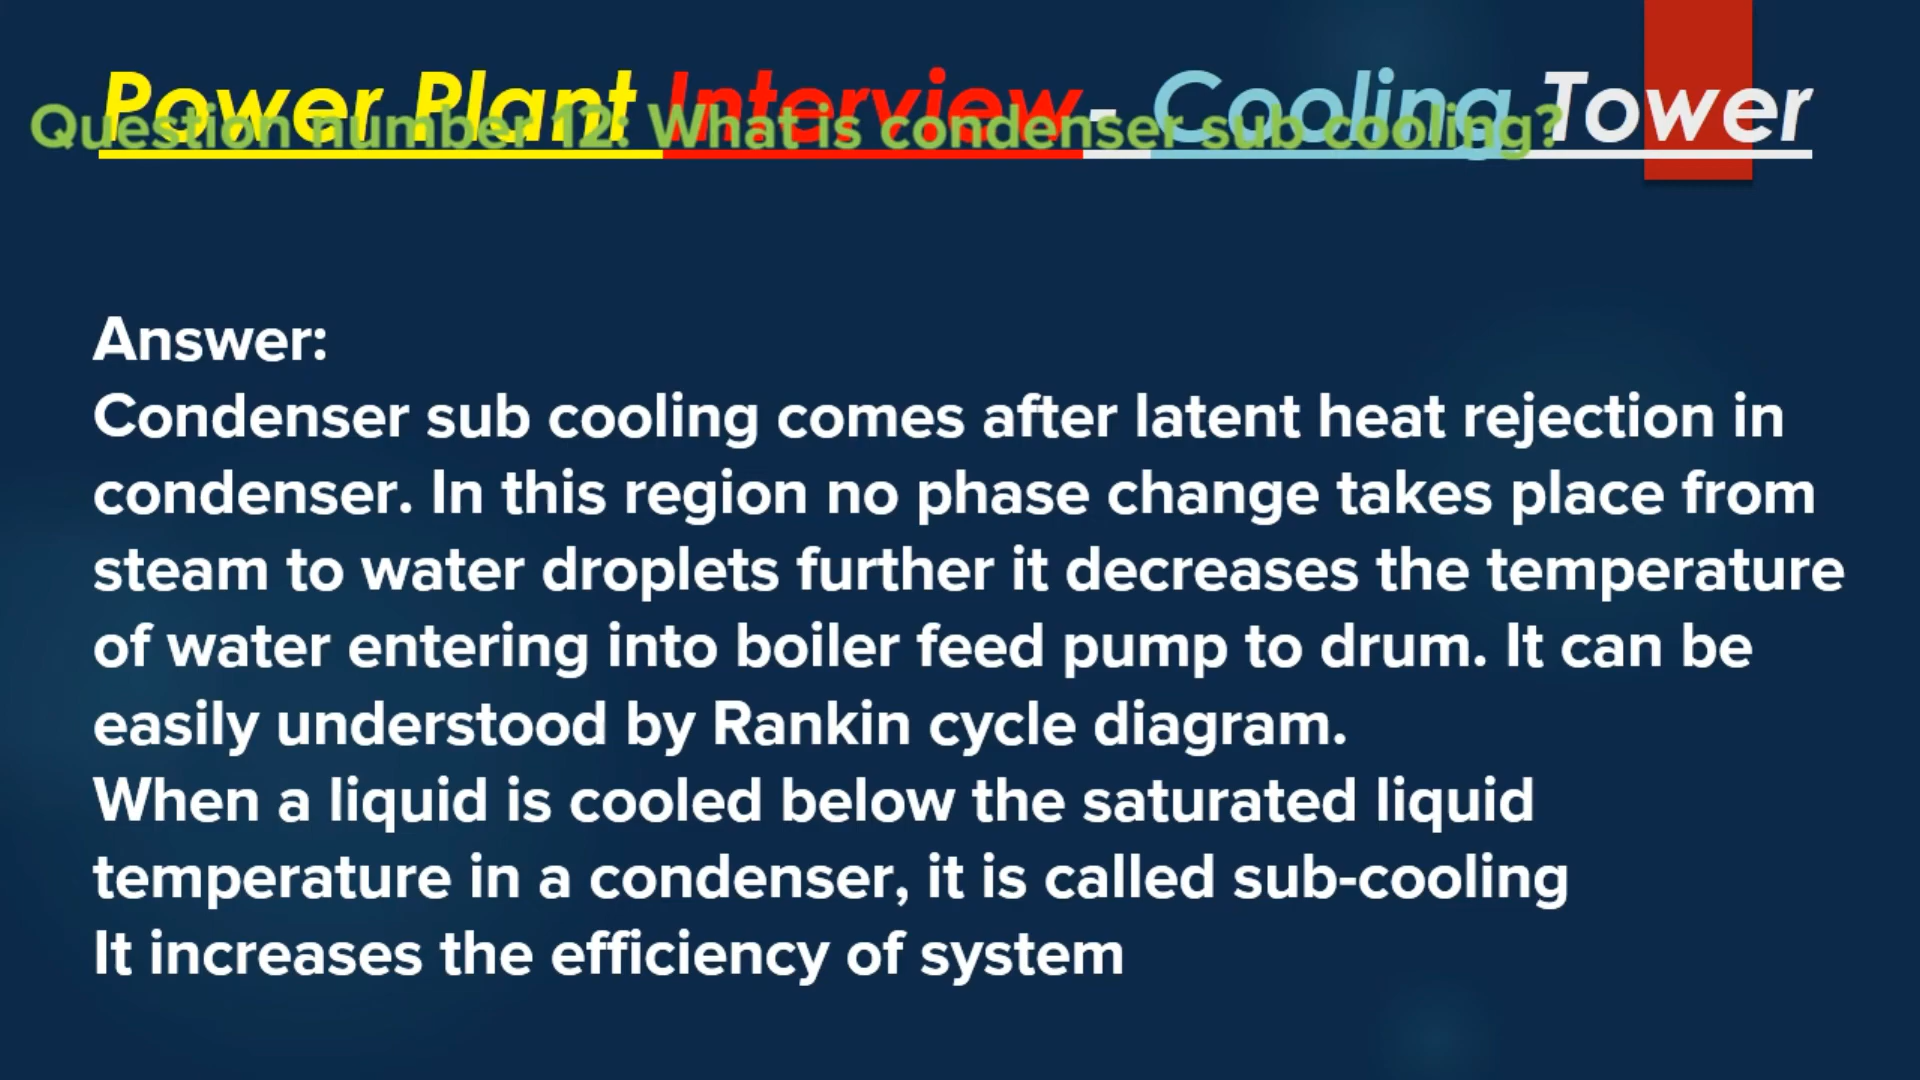 Power Plant Interview- Cooling Tower
Question number 12: What is condenser sub cooling?
Answer:
Condenser sub cooling comes after latent heat rejection in
condenser. In this region no phase change takes place from
steam to water droplets further it decreases the temperature
of water entering into boiler feed pump to drum. It can be
easily understood by Rankin cycle diagram.
When a liquid is cooled below the saturated liquid
temperature in a condenser, it is called sub-cooling
It increases the efficiency of system